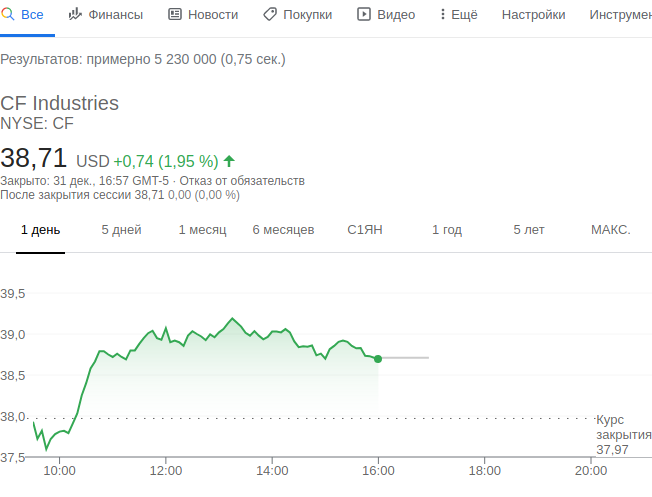 Все Финансы Новости Покупки Видео Ещё Настройки Инструмен
Результатов: примерно 5 230 000 (0,75 сек.)
CF Industries
NYSE: CF
38,71 USD +0,74 (1,95 %)
Закрыто: 31 дек., 16:57 GMT-5 · Отказ от обязательств
После закрытия сессии 38,71 0,00 (0,00 %)
1 день 5 дней 1 месяц 6 месяцев С1ЯН 1 год 5 лет МАКС.
39,5
39,0
38,5
38,0
Курс
закрытия
37,97
37,5
10:00 12:00 14:00 16:00 18:00 20:00